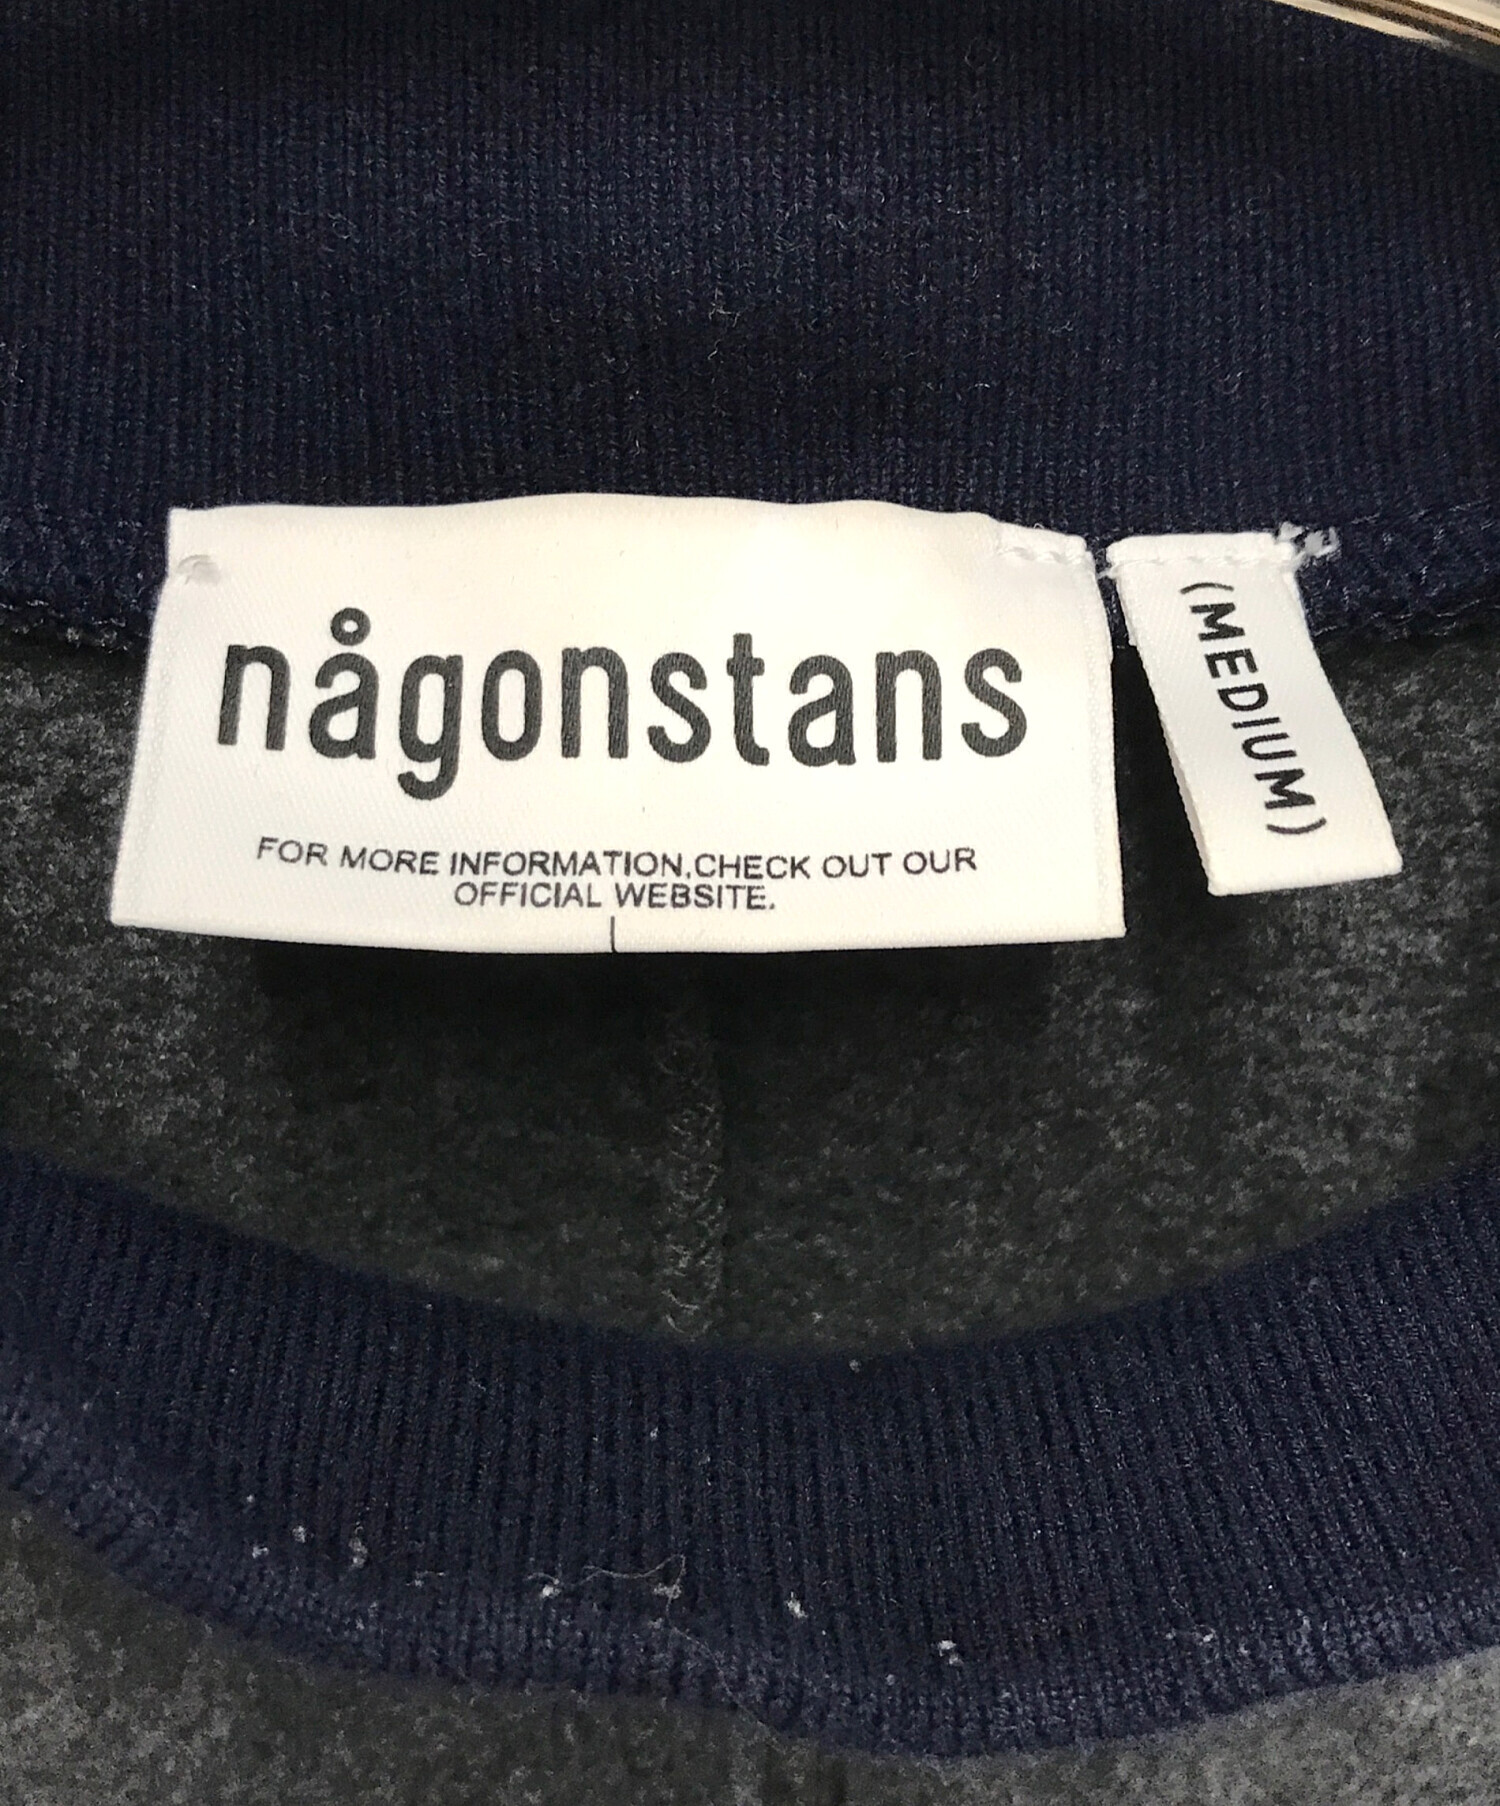 någonstans
FOR MORE INFORMATION,CHECK OUT OUR
OFFICIAL WEBSITE.
(MEDIUM)